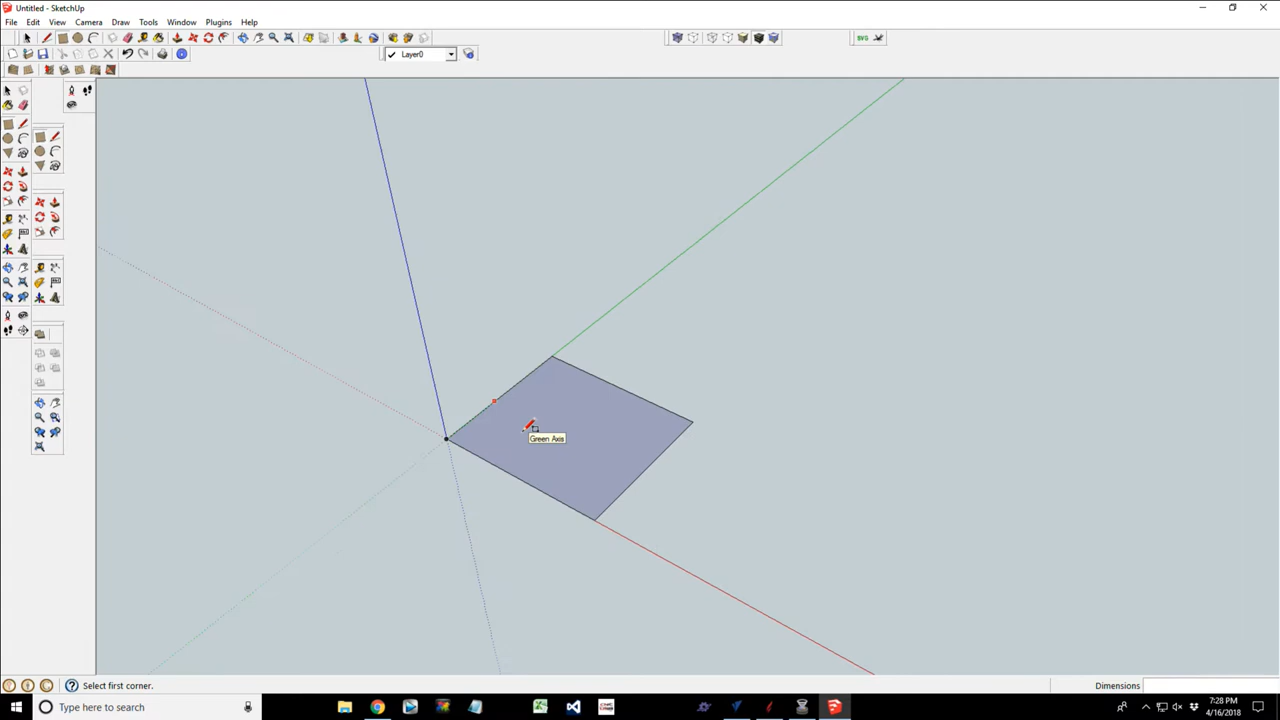 Untitled - SketchUp
File Edit View Camera Draw Tools Window Plugins Help
SVG
Layer0
Green Axis
Select first corner.
Dimensions
Type here to search
7:28 PM
4/16/2018